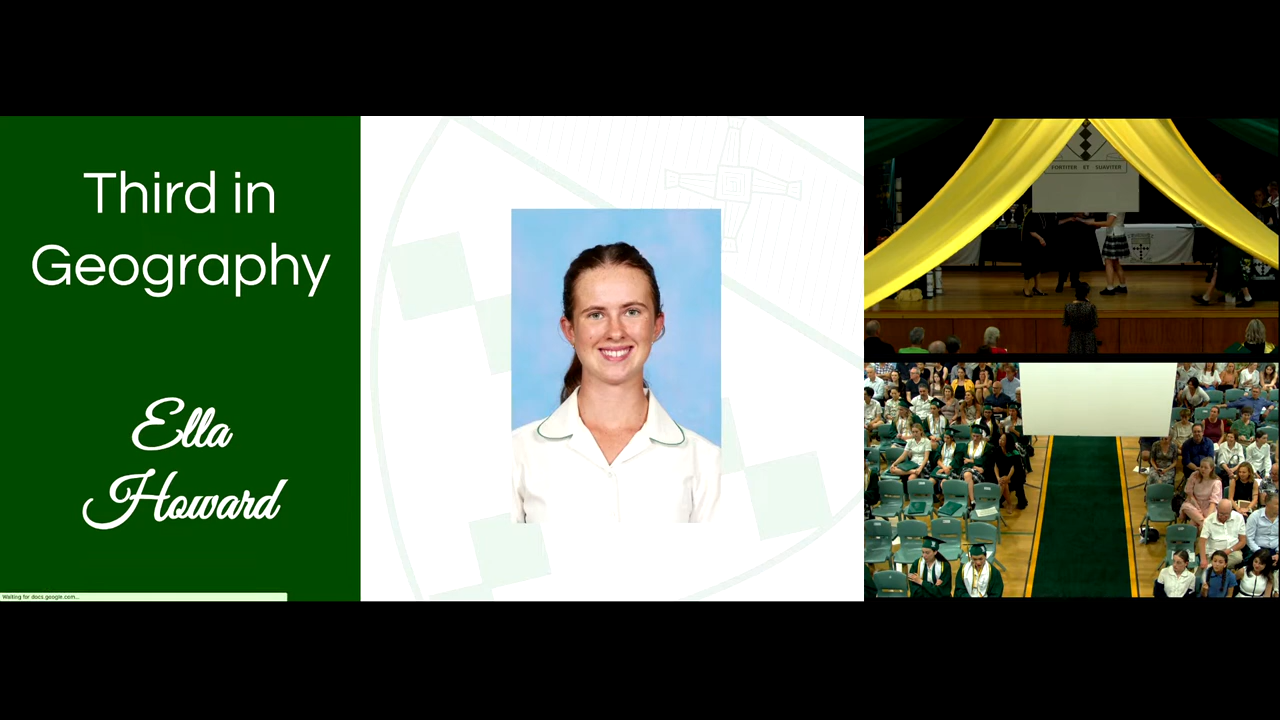 Third in
Geography
Ella
Howard
Waiting for docs.google.com...
FORTITER ET SUAVITER